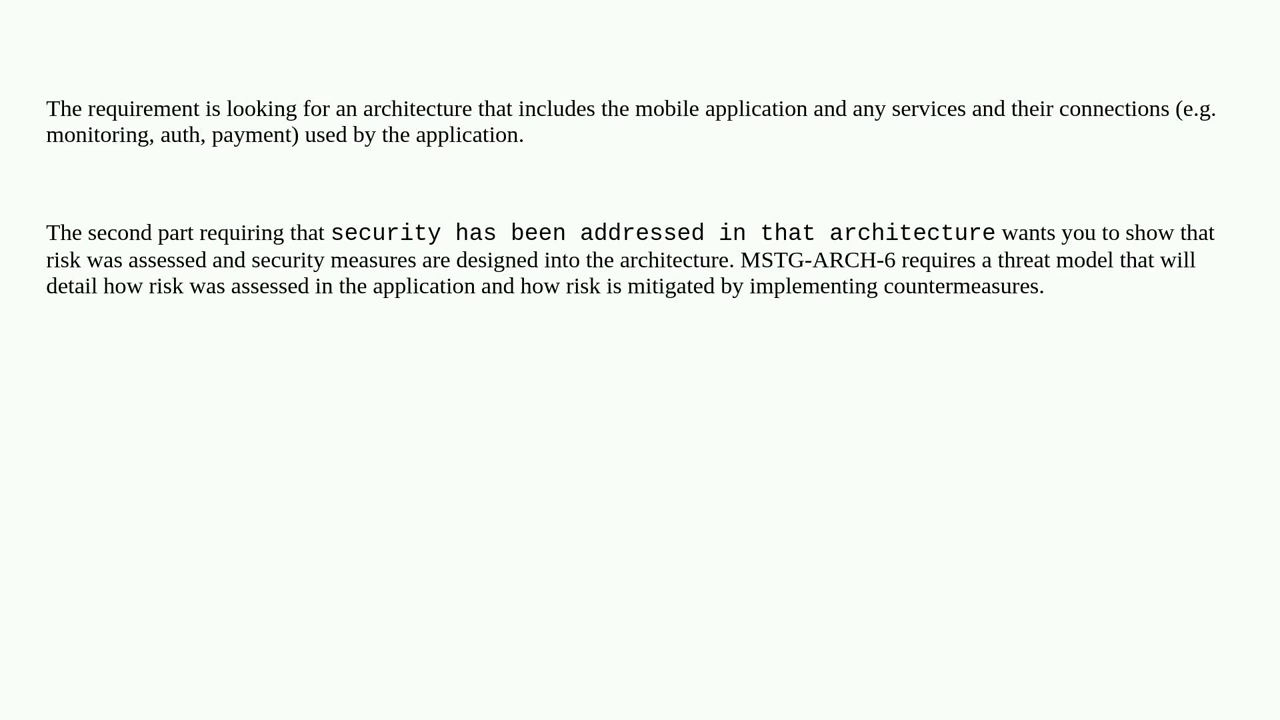 The requirement is looking for an architecture that includes the mobile application and any services and their connections (e.g.
monitoring, auth, payment) used by the application.
The second part requiring that security has been addressed in that architecture wants you to show that
risk was assessed and security measures are designed into the architecture. MSTG-ARCH-6 requires a threat model that will
detail how risk was assessed in the application and how risk is mitigated by implementing countermeasures.